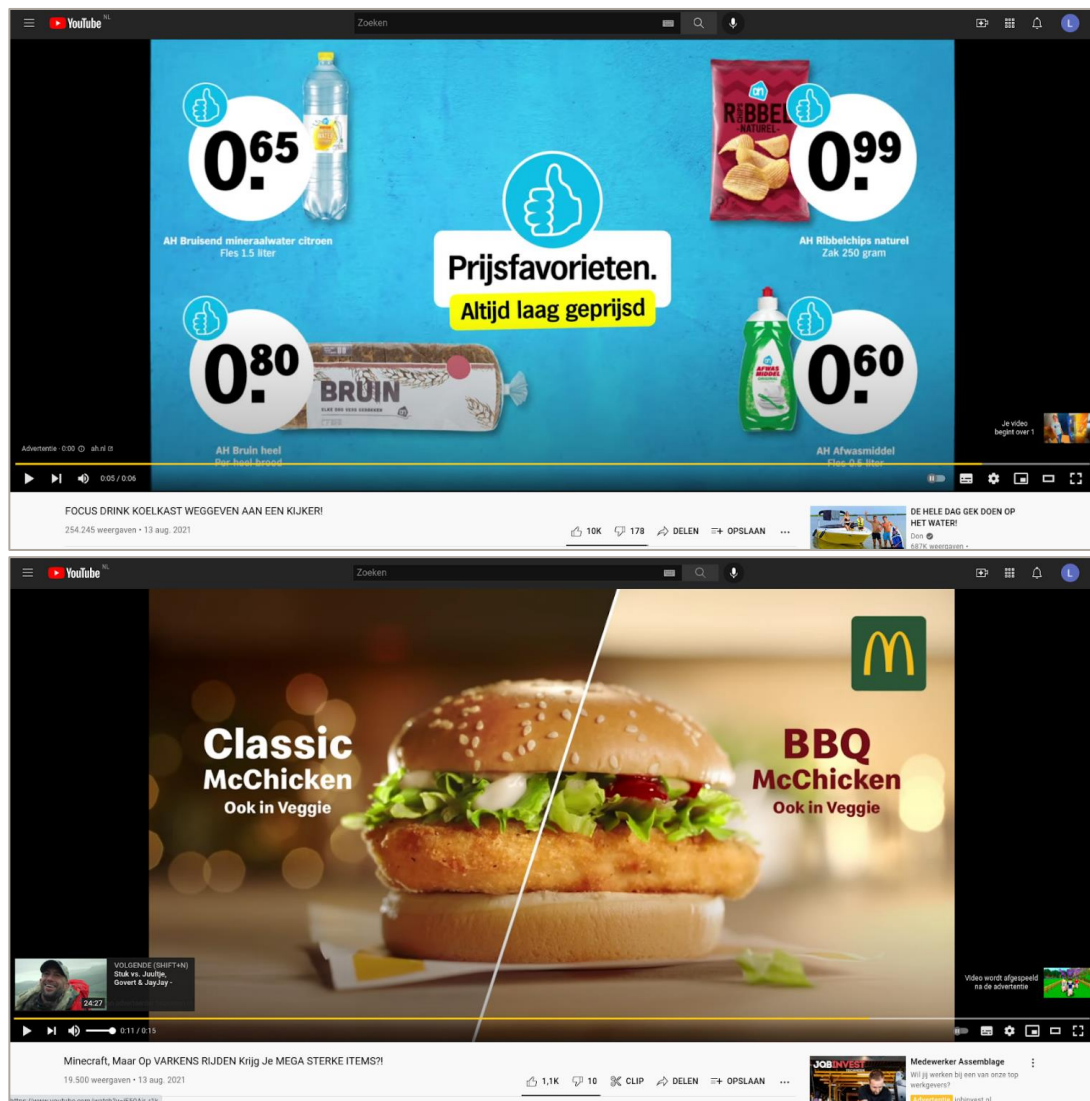 YouTube NL
Zoeken
L
0.65
AH Bruisend mineraalwater citroen
Fles 1.5 liter
RIBBEL
CHIPS
-NATUREL-
0.99
AH Ribbelchips naturel
Zak 250 gram
Prijsfavorieten.
Altijd laag geprijsd
0.80
BRUIN
AH Bruin heel
Per heel brood
AFWAS
MIDDEL
0.60
AH Afwasmiddel
Fles 0.5 liter
Je video
begint over 1
Advertentie · 0:00 ah.nl
0:05 / 0:06
FOCUS DRINK KOELKAST WEGGEVEN AAN EEN KIJKER!
254.245 weergaven • 13 aug. 2021
10K 178 DELEN OPSLAAN ...
DE HELE DAG GEK DOEN OP
HET WATER!
Don
687K weergaven •
YouTube NL
Zoeken
L
Classic
McChicken
Ook in Veggie
BBQ
McChicken
Ook in Veggie
VOLGENDE (SHIFT+N)
Stuk vs. Juultje,
Govert & JayJay -
24:27
Video wordt afgespeeld
na de advertentie
0:11 / 0:15
Minecraft, Maar Op VARKENS RIJDEN Krijg Je MEGA STERKE ITEMS?!
19.500 weergaven • 13 aug. 2021
1,1K 10 CLIP DELEN OPSLAAN ...
JOBINVEST
Medewerker Assemblage
Wil jij werken bij een van onze top
werkgevers?
Advertentie jobinvest.nl